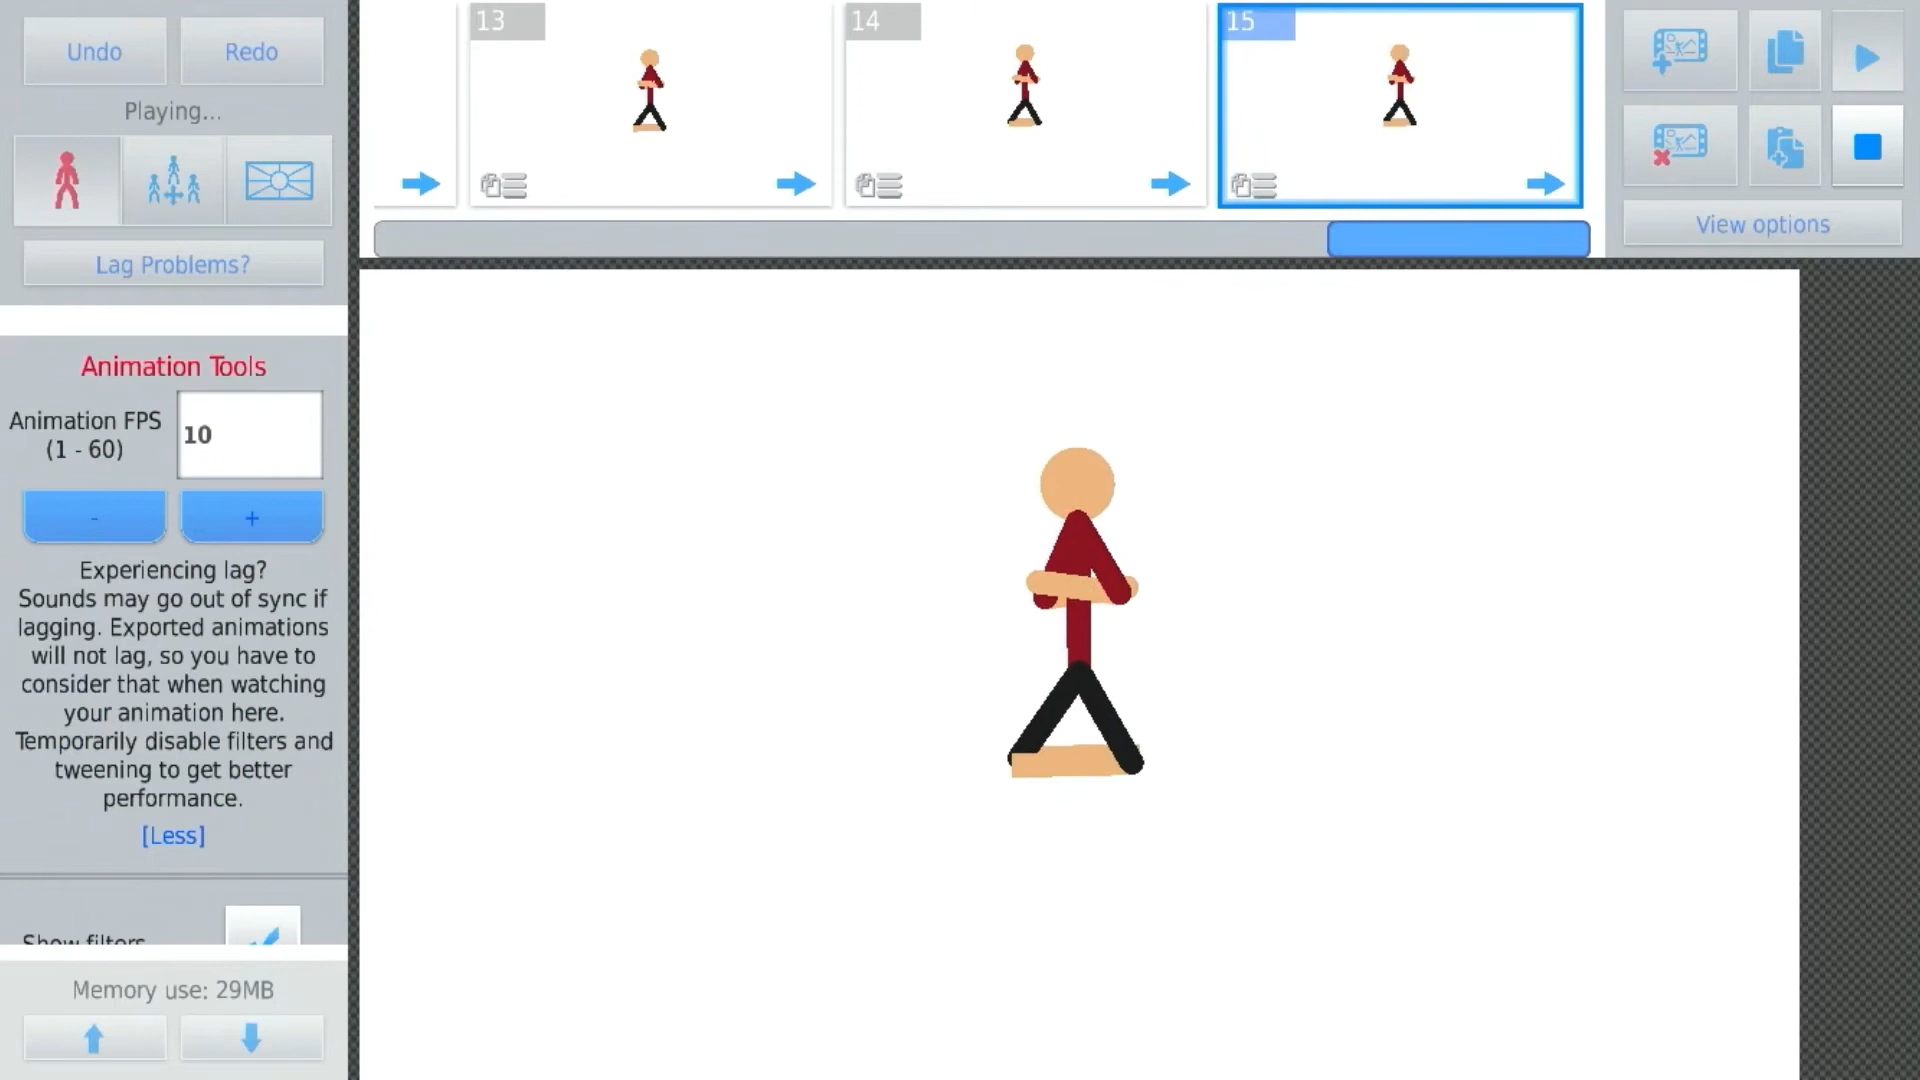 Undo
Redo
Playing...
Lag Problems?
13
14
15
View options
Animation Tools
Animation FPS
(1 - 60)
10
-
+
Experiencing lag?
Sounds may go out of sync if
lagging. Exported animations
will not lag, so you have to
consider that when watching
your animation here.
Temporarily disable filters and
tweening to get better
performance.
[Less]
Show filters
Memory use: 29MB